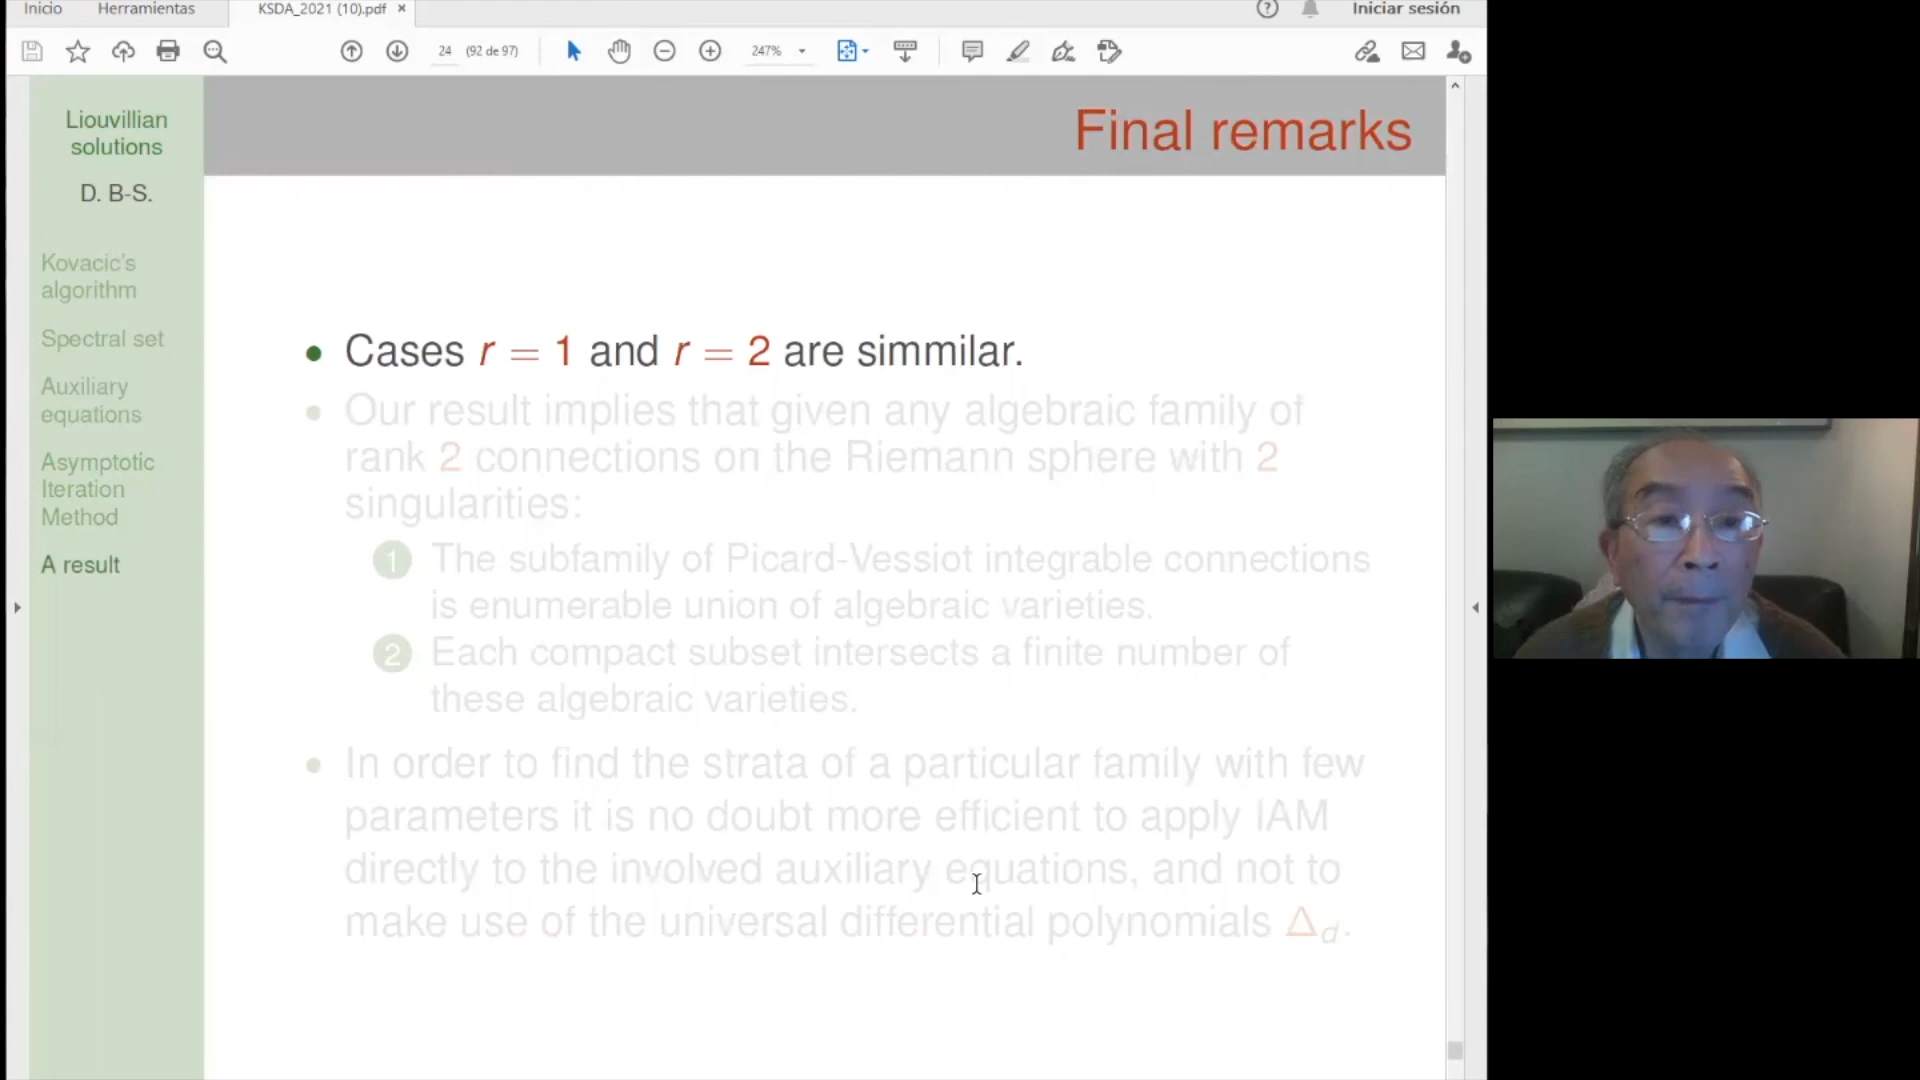 Inicio Herramientas KSDA_2021 (10).pdf × Iniciar sesión
24 (92 de 97) 247%
Final remarks
Liouvillian
solutions
D. B-S.
Kovacic's
algorithm
Spectral set
Auxiliary
equations
Asymptotic
Iteration
Method
A result
• Cases r = 1 and r = 2 are simmilar.
• Our result implies that given any algebraic family of
rank 2 connections on the Riemann sphere with 2
singularities:
1 The subfamily of Picard-Vessiot integrable connections
is enumerable union of algebraic varieties.
2 Each compact subset intersects a finite number of
these algebraic varieties.
• In order to find the strata of a particular family with few
parameters it is no doubt more efficient to apply IAM
directly to the involved auxiliary equations, and not to
make use of the universal differential polynomials Δd.